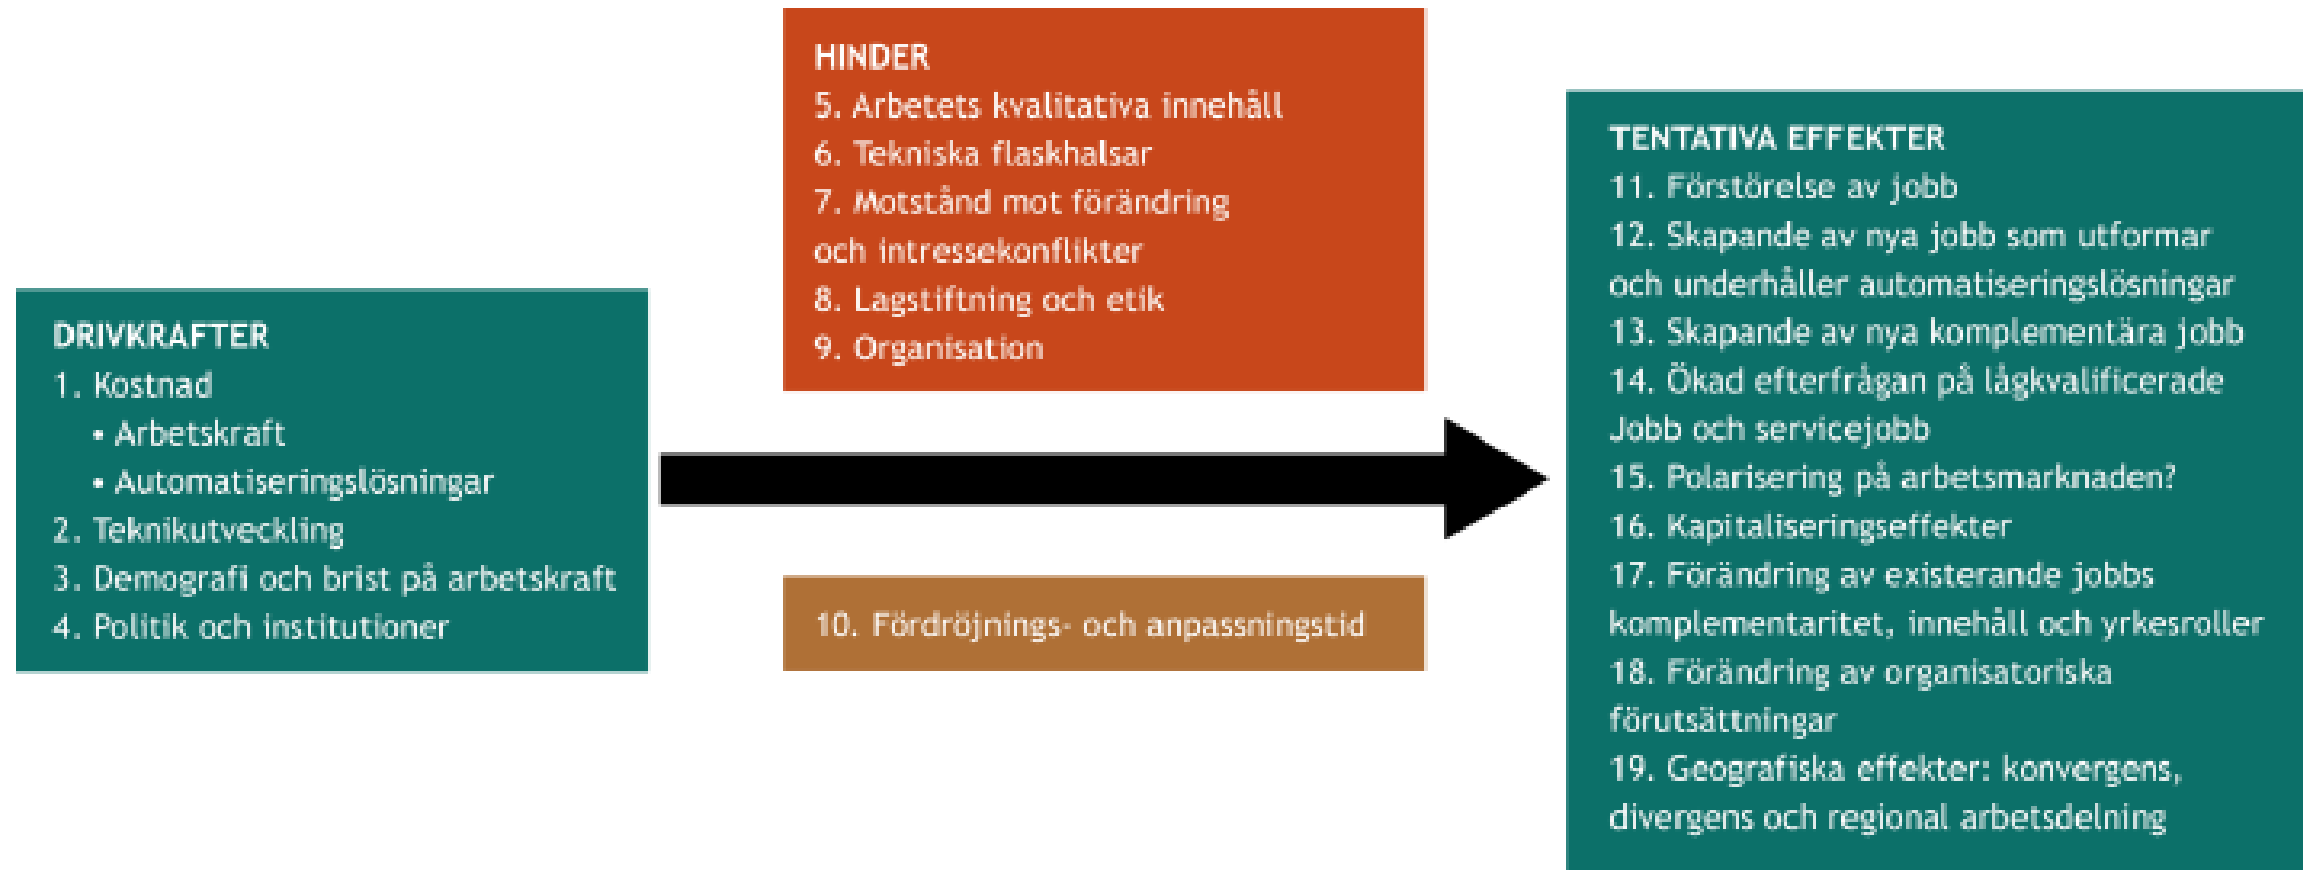 DRIVKRAFTER
1. Kostnad
• Arbetskraft
• Automatiseringslösningar
2. Teknikutveckling
3. Demografi och brist på arbetskraft
4. Politik och institutioner
HINDER
5. Arbetets kvalitativa innehåll
6. Tekniska flaskhalsar
7. Motstånd mot förändring
och intressekonflikter
8. Lagstiftning och etik
9. Organisation
10. Fördröjnings- och anpassningstid
TENTATIVA EFFEKTER
11. Förstörelse av jobb
12. Skapande av nya jobb som utformar
och underhåller automatiseringslösningar
13. Skapande av nya komplementära jobb
14. Ökad efterfrågan på lågkvalificerade
Jobb och servicejobb
15. Polarisering på arbetsmarknaden?
16. Kapitaliseringseffekter
17. Förändring av existerande jobbs
komplementaritet, innehåll och yrkesroller
18. Förändring av organisatoriska
förutsättningar
19. Geografiska effekter: konvergens,
divergens och regional arbetsdelning